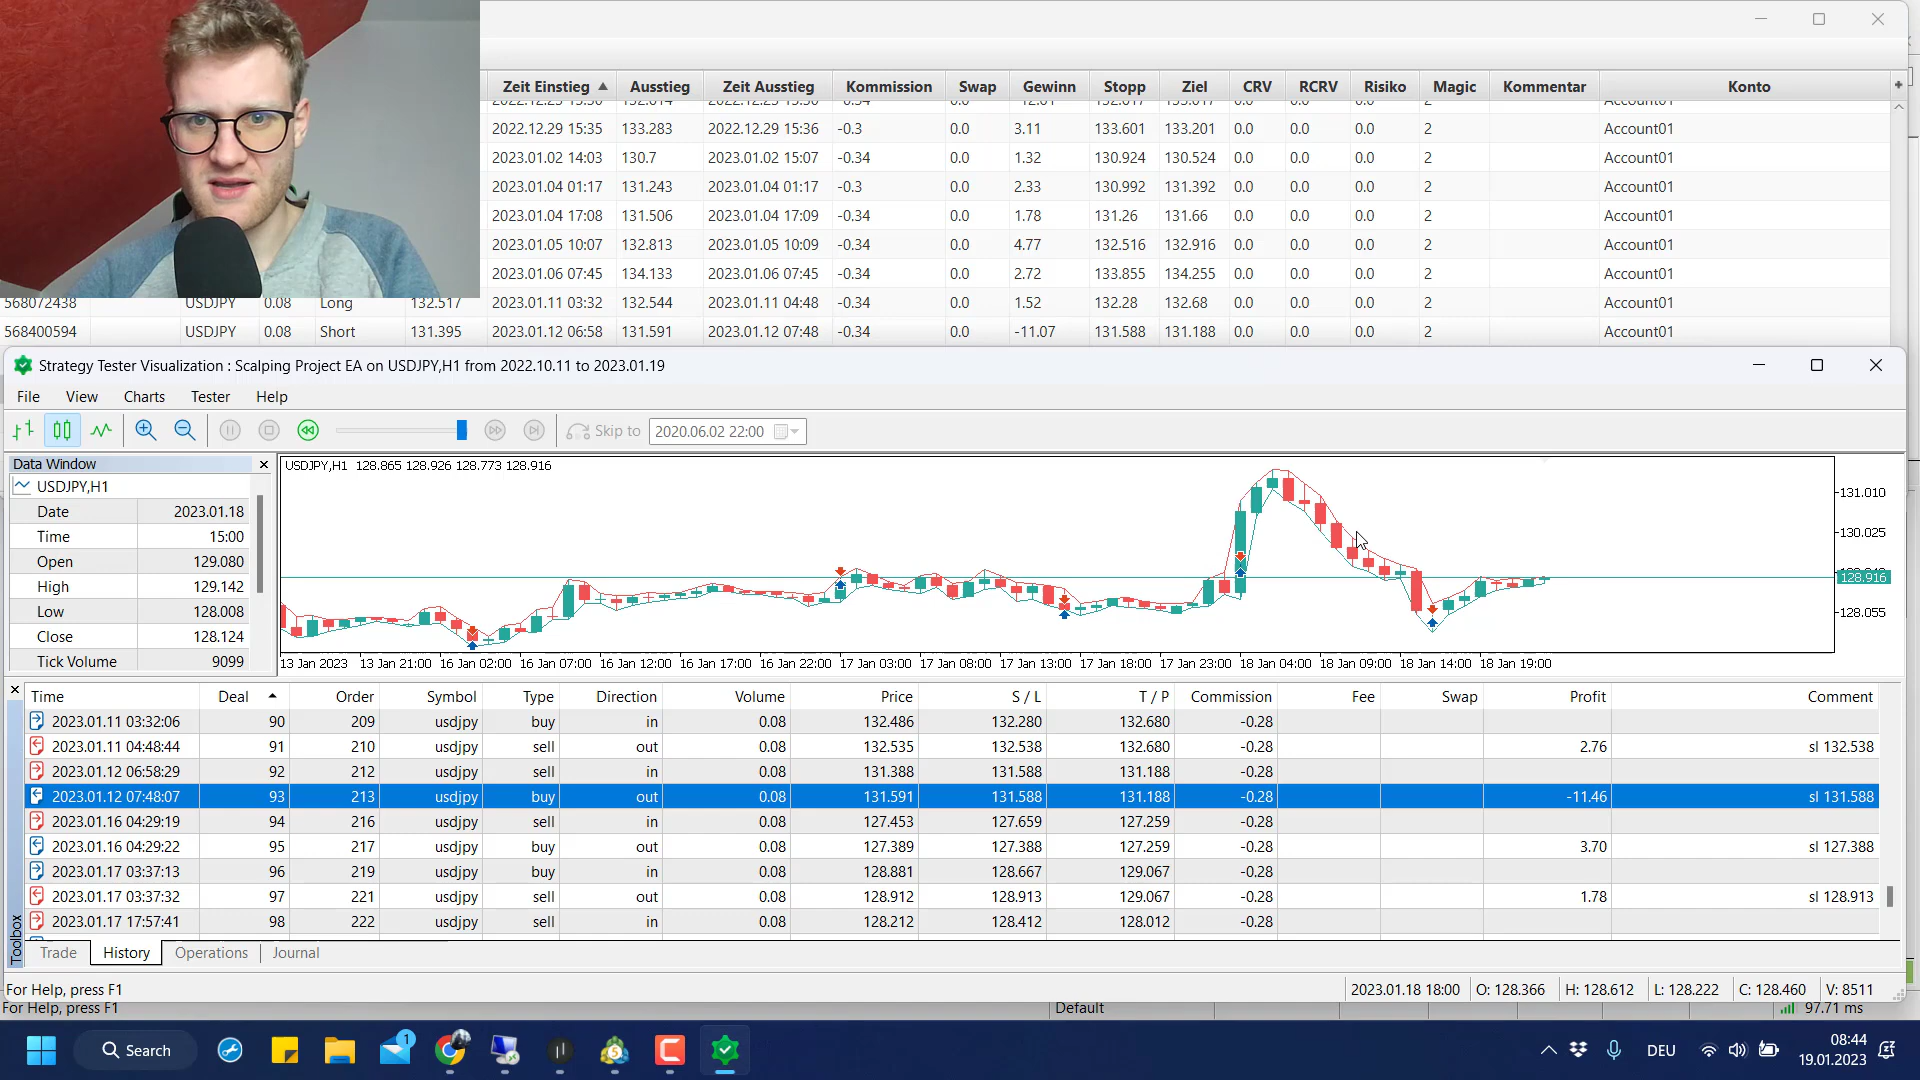 Zeit Einstieg Ausstieg Zeit Ausstieg Kommission Swap Gewinn Stopp Ziel CRV RCRV Risiko Magic Kommentar Konto
2022.12.29 15:35 133.283 2022.12.29 15:36 -0.3 0.0 3.11 133.601 133.201 0.0 0.0 0.0 2 Account01
2023.01.02 14:03 130.7 2023.01.02 15:07 -0.34 0.0 1.32 130.924 130.524 0.0 0.0 0.0 2 Account01
2023.01.04 01:17 131.243 2023.01.04 01:17 -0.3 0.0 2.33 130.992 131.392 0.0 0.0 0.0 2 Account01
2023.01.04 17:08 131.506 2023.01.04 17:09 -0.34 0.0 1.78 131.26 131.66 0.0 0.0 0.0 2 Account01
2023.01.05 10:07 132.813 2023.01.05 10:09 -0.34 0.0 4.77 132.516 132.916 0.0 0.0 0.0 2 Account01
2023.01.06 07:45 134.133 2023.01.06 07:45 -0.34 0.0 2.72 133.855 134.255 0.0 0.0 0.0 2 Account01
568072438 USDJPY 0.08 Long 132.517 2023.01.11 03:32 132.544 2023.01.11 04:48 -0.34 0.0 1.52 132.28 132.68 0.0 0.0 0.0 2 Account01
568400594 USDJPY 0.08 Short 131.395 2023.01.12 06:58 131.591 2023.01.12 07:48 -0.34 0.0 -11.07 131.588 131.188 0.0 0.0 0.0 2 Account01
Strategy Tester Visualization : Scalping Project EA on USDJPY,H1 from 2022.10.11 to 2023.01.19
File View Charts Tester Help
Skip to 2020.06.02 22:00
Data Window
USDJPY,H1
Date 2023.01.18
Time 15:00
Open 129.080
High 129.142
Low 128.008
Close 128.124
Tick Volume 9099
USDJPY,H1 128.865 128.926 128.773 128.916
131.010
130.025
128.916
128.055
13 Jan 2023 13 Jan 21:00 16 Jan 02:00 16 Jan 07:00 16 Jan 12:00 16 Jan 17:00 16 Jan 22:00 17 Jan 03:00 17 Jan 08:00 17 Jan 13:00 17 Jan 18:00 17 Jan 23:00 18 Jan 04:00 18 Jan 09:00 18 Jan 14:00 18 Jan 19:00
Time Deal Order Symbol Type Direction Volume Price S / L T / P Commission Fee Swap Profit Comment
2023.01.11 03:32:06 90 209 usdjpy buy in 0.08 132.486 132.280 132.680 -0.28
2023.01.11 04:48:44 91 210 usdjpy sell out 0.08 132.535 132.538 132.680 -0.28 2.76 sl 132.538
2023.01.12 06:58:29 92 212 usdjpy sell in 0.08 131.388 131.588 131.188 -0.28
2023.01.12 07:48:07 93 213 usdjpy buy out 0.08 131.591 131.588 131.188 -0.28 -11.46 sl 131.588
2023.01.16 04:29:19 94 216 usdjpy sell in 0.08 127.453 127.659 127.259 -0.28
2023.01.16 04:29:22 95 217 usdjpy buy out 0.08 127.389 127.388 127.259 -0.28 3.70 sl 127.388
2023.01.17 03:37:13 96 219 usdjpy buy in 0.08 128.881 128.667 129.067 -0.28
2023.01.17 03:37:32 97 221 usdjpy sell out 0.08 128.912 128.913 129.067 -0.28 1.78 sl 128.913
2023.01.17 17:57:41 98 222 usdjpy sell in 0.08 128.212 128.412 128.012 -0.28
Toolbox
Trade History Operations Journal
For Help, press F1 2023.01.18 18:00 O: 128.366 H: 128.612 L: 128.222 C: 128.460 V: 8511
For Help, press F1 Default 97.71 ms
Search 1 DEU 08:44
19.01.2023